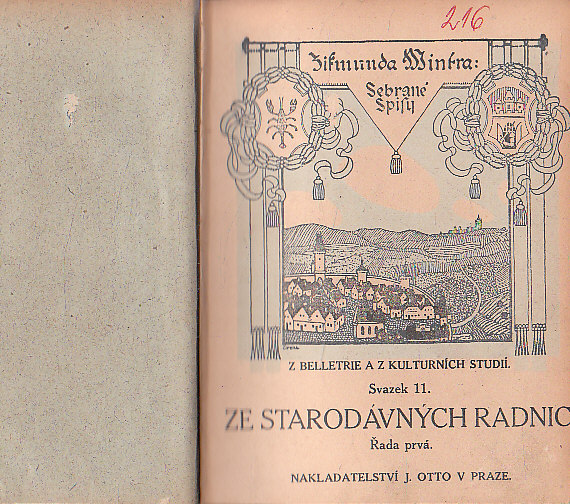 216
Zikmunda Wintra:
Sebrané
Spisy
Z BELLETRIE A Z KULTURNÍCH STUDIÍ.
Svazek 11.
ZE STARODÁVNÝCH RADNIC
Řada prvá.
NAKLADATELSTVÍ J. OTTO V PRAZE.